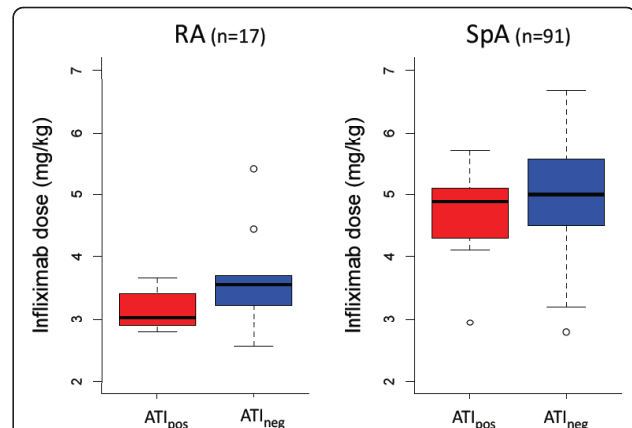 RA (n=17)
SpA (n=91)
Infliximab dose (mg/kg)
7
6
5
4
3
2
ATIpos
ATIneg
Infliximab dose (mg/kg)
7
6
5
4
3
2
ATIpos
ATIneg